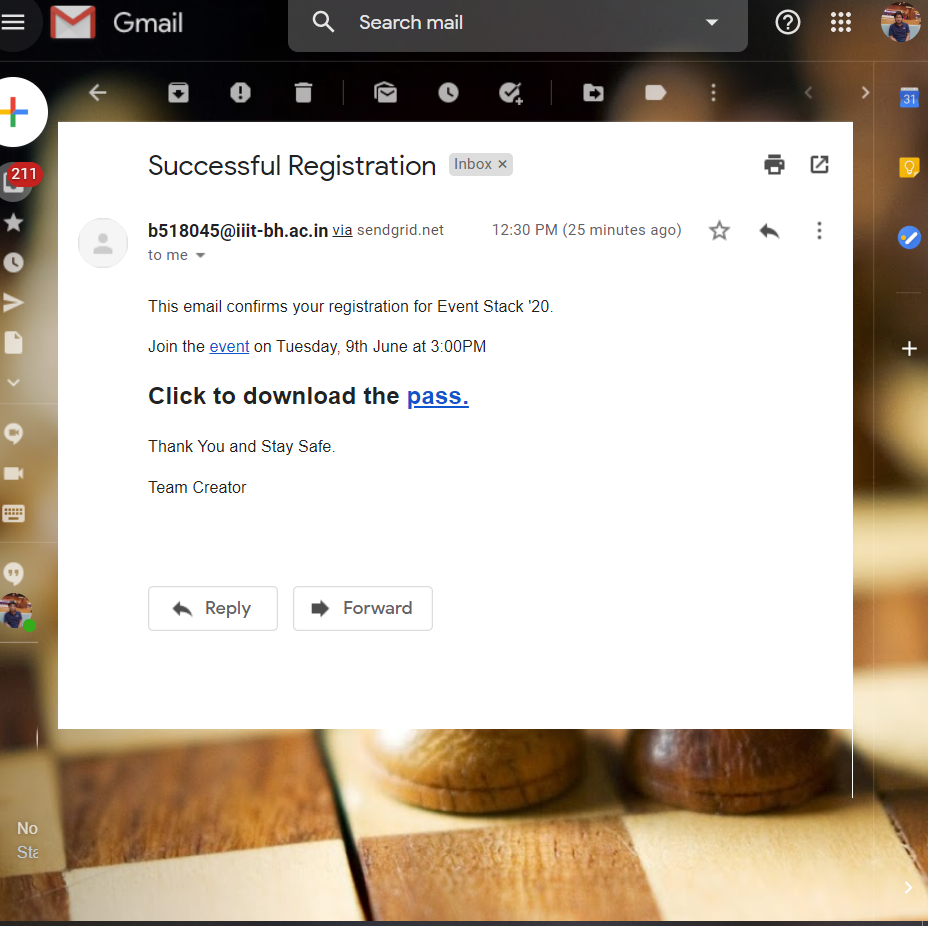 Gmail
Search mail
31
211
Successful Registration Inbox ×
b518045@iiit-bh.ac.in via sendgrid.net 12:30 PM (25 minutes ago)
to me
This email confirms your registration for Event Stack '20.
Join the event on Tuesday, 9th June at 3:00PM
Click to download the pass.
Thank You and Stay Safe.
Team Creator
Reply Forward
No